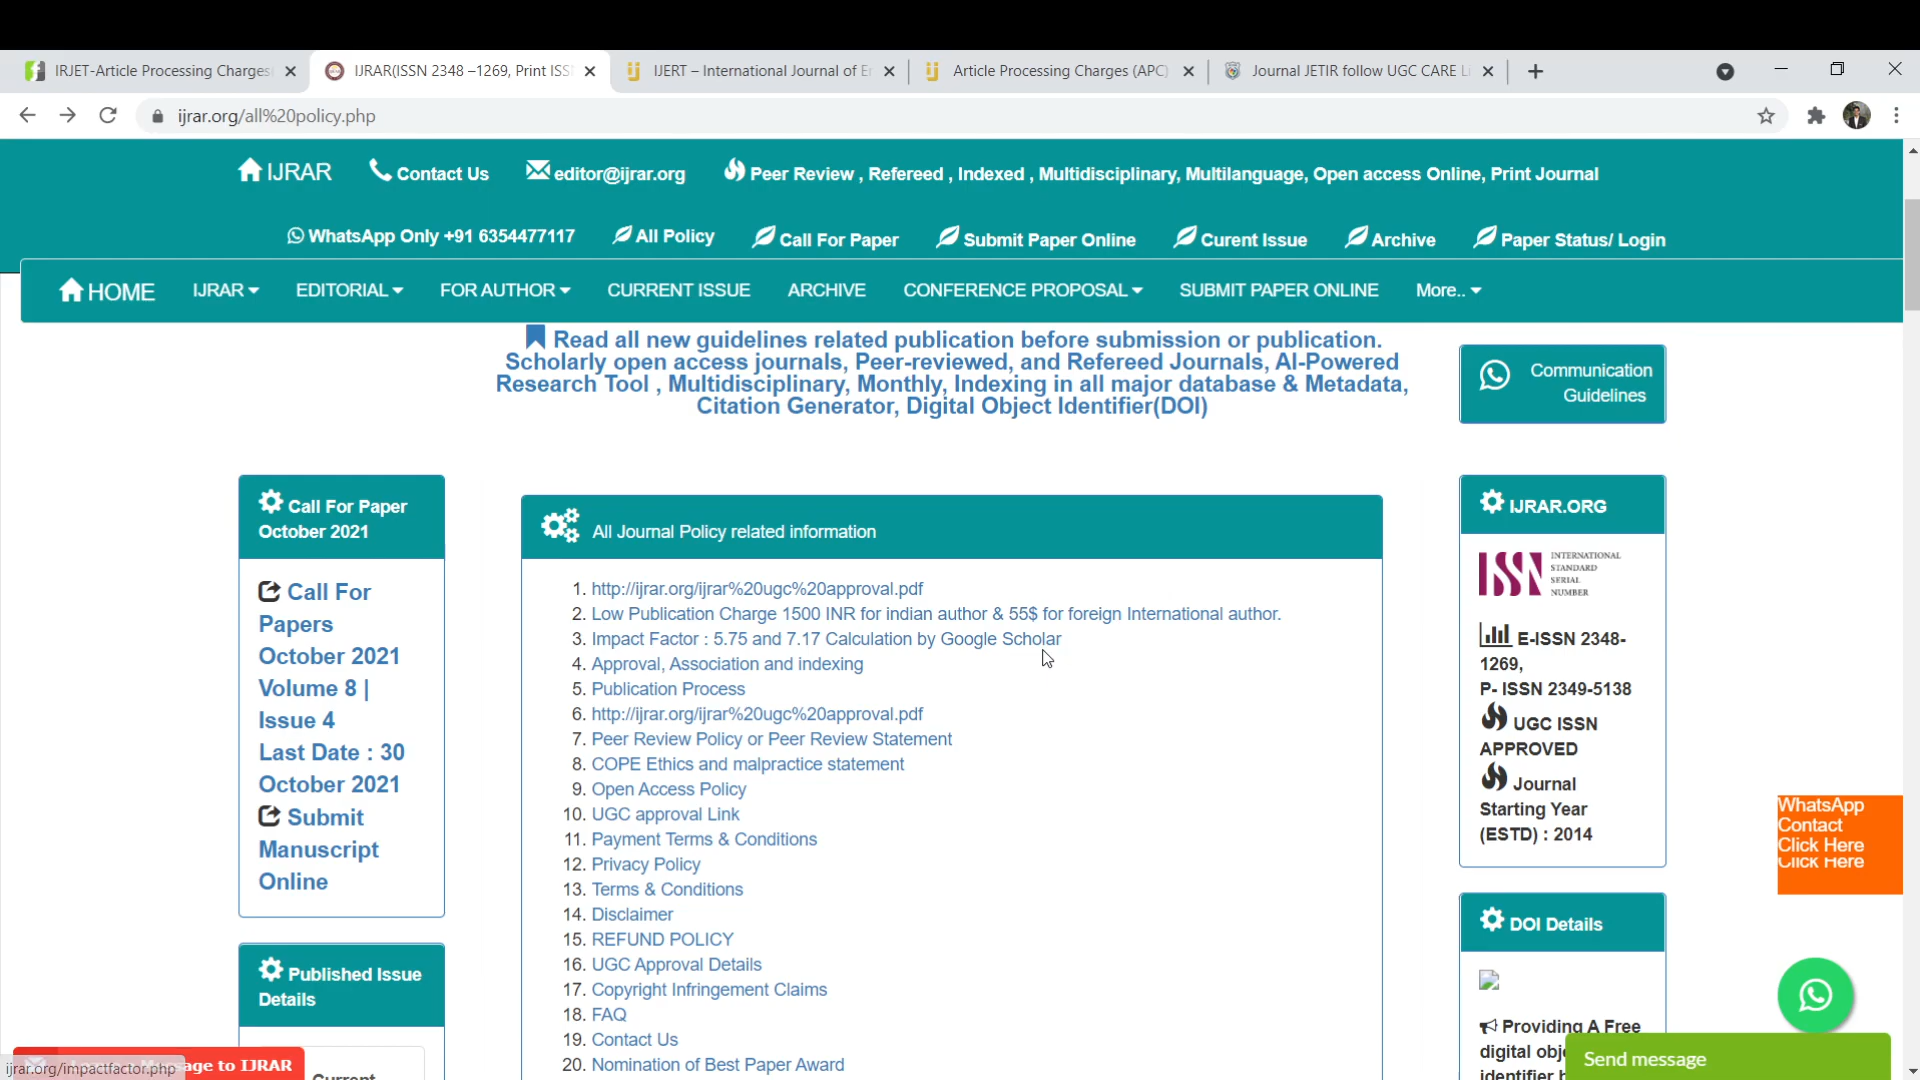 IRJET-Article Processing Charges
IJRAR(ISSN 2348 –1269, Print ISS
IJERT – International Journal of E
Article Processing Charges (APC)
Journal JETIR follow UGC CARE L
ijrar.org/all%20policy.php
IJRAR
Contact Us
editor@ijrar.org
Peer Review , Refereed , Indexed , Multidisciplinary, Multilanguage, Open access Online, Print Journal
WhatsApp Only +91 6354477117
All Policy
Call For Paper
Submit Paper Online
Curent Issue
Archive
Paper Status/ Login
HOME
IJRAR
EDITORIAL
FOR AUTHOR
CURRENT ISSUE
ARCHIVE
CONFERENCE PROPOSAL
SUBMIT PAPER ONLINE
More..
Read all new guidelines related publication before submission or publication.
Scholarly open access journals, Peer-reviewed, and Refereed Journals, AI-Powered
Research Tool , Multidisciplinary, Monthly, Indexing in all major database & Metadata,
Citation Generator, Digital Object Identifier(DOI)
Communication
Guidelines
Call For Paper
October 2021
Call For
Papers
October 2021
Volume 8 |
Issue 4
Last Date : 30
October 2021
Submit
Manuscript
Online
Published Issue
Details
All Journal Policy related information
1. http://ijrar.org/ijrar%20ugc%20approval.pdf
2. Low Publication Charge 1500 INR for indian author & 55$ for foreign International author.
3. Impact Factor : 5.75 and 7.17 Calculation by Google Scholar
4. Approval, Association and indexing
5. Publication Process
6. http://ijrar.org/ijrar%20ugc%20approval.pdf
7. Peer Review Policy or Peer Review Statement
8. COPE Ethics and malpractice statement
9. Open Access Policy
10. UGC approval Link
11. Payment Terms & Conditions
12. Privacy Policy
13. Terms & Conditions
14. Disclaimer
15. REFUND POLICY
16. UGC Approval Details
17. Copyright Infringement Claims
18. FAQ
19. Contact Us
20. Nomination of Best Paper Award
IJRAR.ORG
ISSN
INTERNATIONAL
STANDARD
SERIAL
NUMBER
E-ISSN 2348-
1269,
P- ISSN 2349-5138
UGC ISSN
APPROVED
Journal
Starting Year
(ESTD) : 2014
DOI Details
Providing A Free
digital obj
identifier
WhatsApp
Contact
Click Here
Click Here
Send message
age to IJRAR
ijrar.org/impactfactor.php
Current